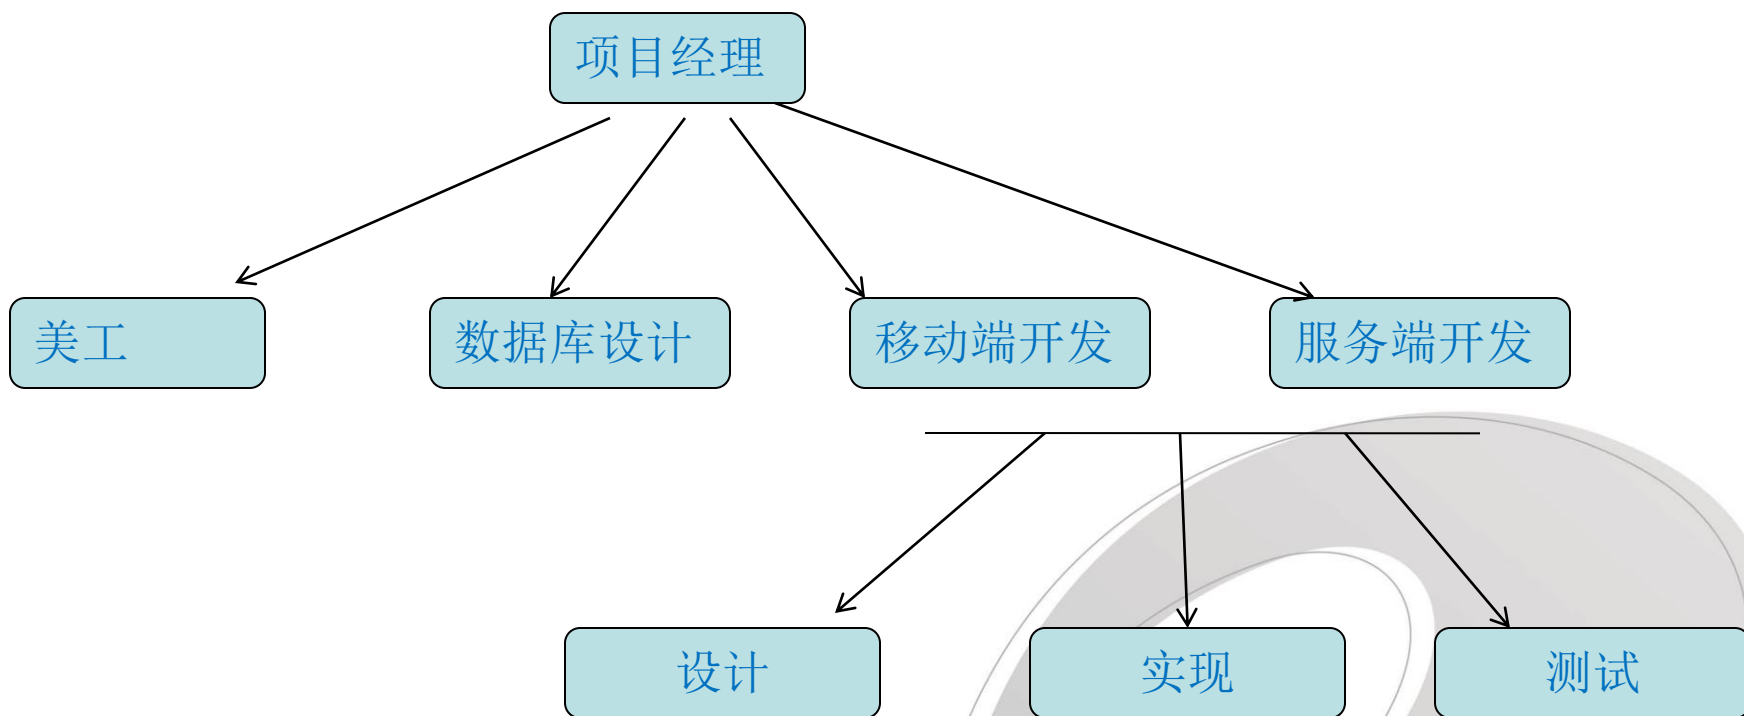 项目经理
美工
数据库设计
移动端开发
服务端开发
设计
实现
测试